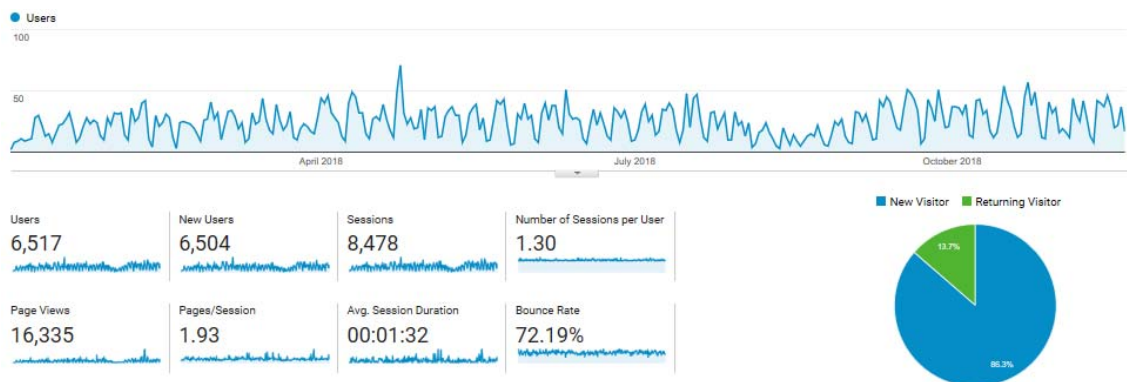 Users
100
50
April 2018
July 2018
October 2018
New Visitor
Returning Visitor
Users
6,517
New Users
6,504
Sessions
8,478
Number of Sessions per User
1.30
Page Views
16,335
Pages/Session
1.93
Avg. Session Duration
00:01:32
Bounce Rate
72.19%
13.7%
86.3%